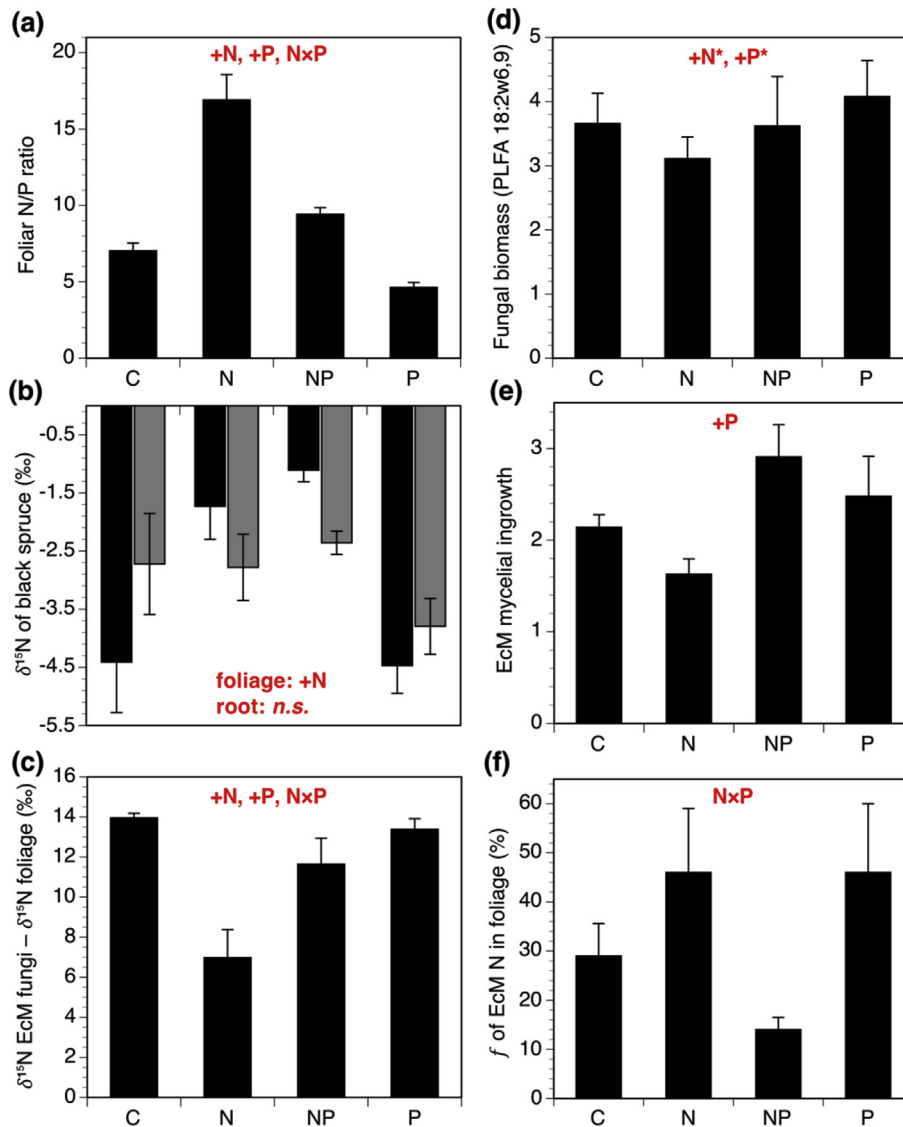 (a)
+N, +P, N×P
Foliar N/P ratio
20
15
10
5
0
C N NP P
(b)
δ¹⁵N of black spruce (‰)
-0.5
-1.5
-2.5
-3.5
-4.5
-5.5
foliage: +N
root: n.s.
(c)
+N, +P, N×P
δ¹⁵N EcM fungi – δ¹⁵N foliage (‰)
16
14
12
10
8
6
4
2
0
C N NP P
(d)
+N*, +P*
Fungal biomass (PLFA 18:2w6,9)
5
4
3
2
1
0
C N NP P
(e)
+P
EcM mycelial ingrowth
3
2
1
0
C N NP P
(f)
N×P
f of EcM N in foliage (%)
60
50
40
30
20
10
0
C N NP P